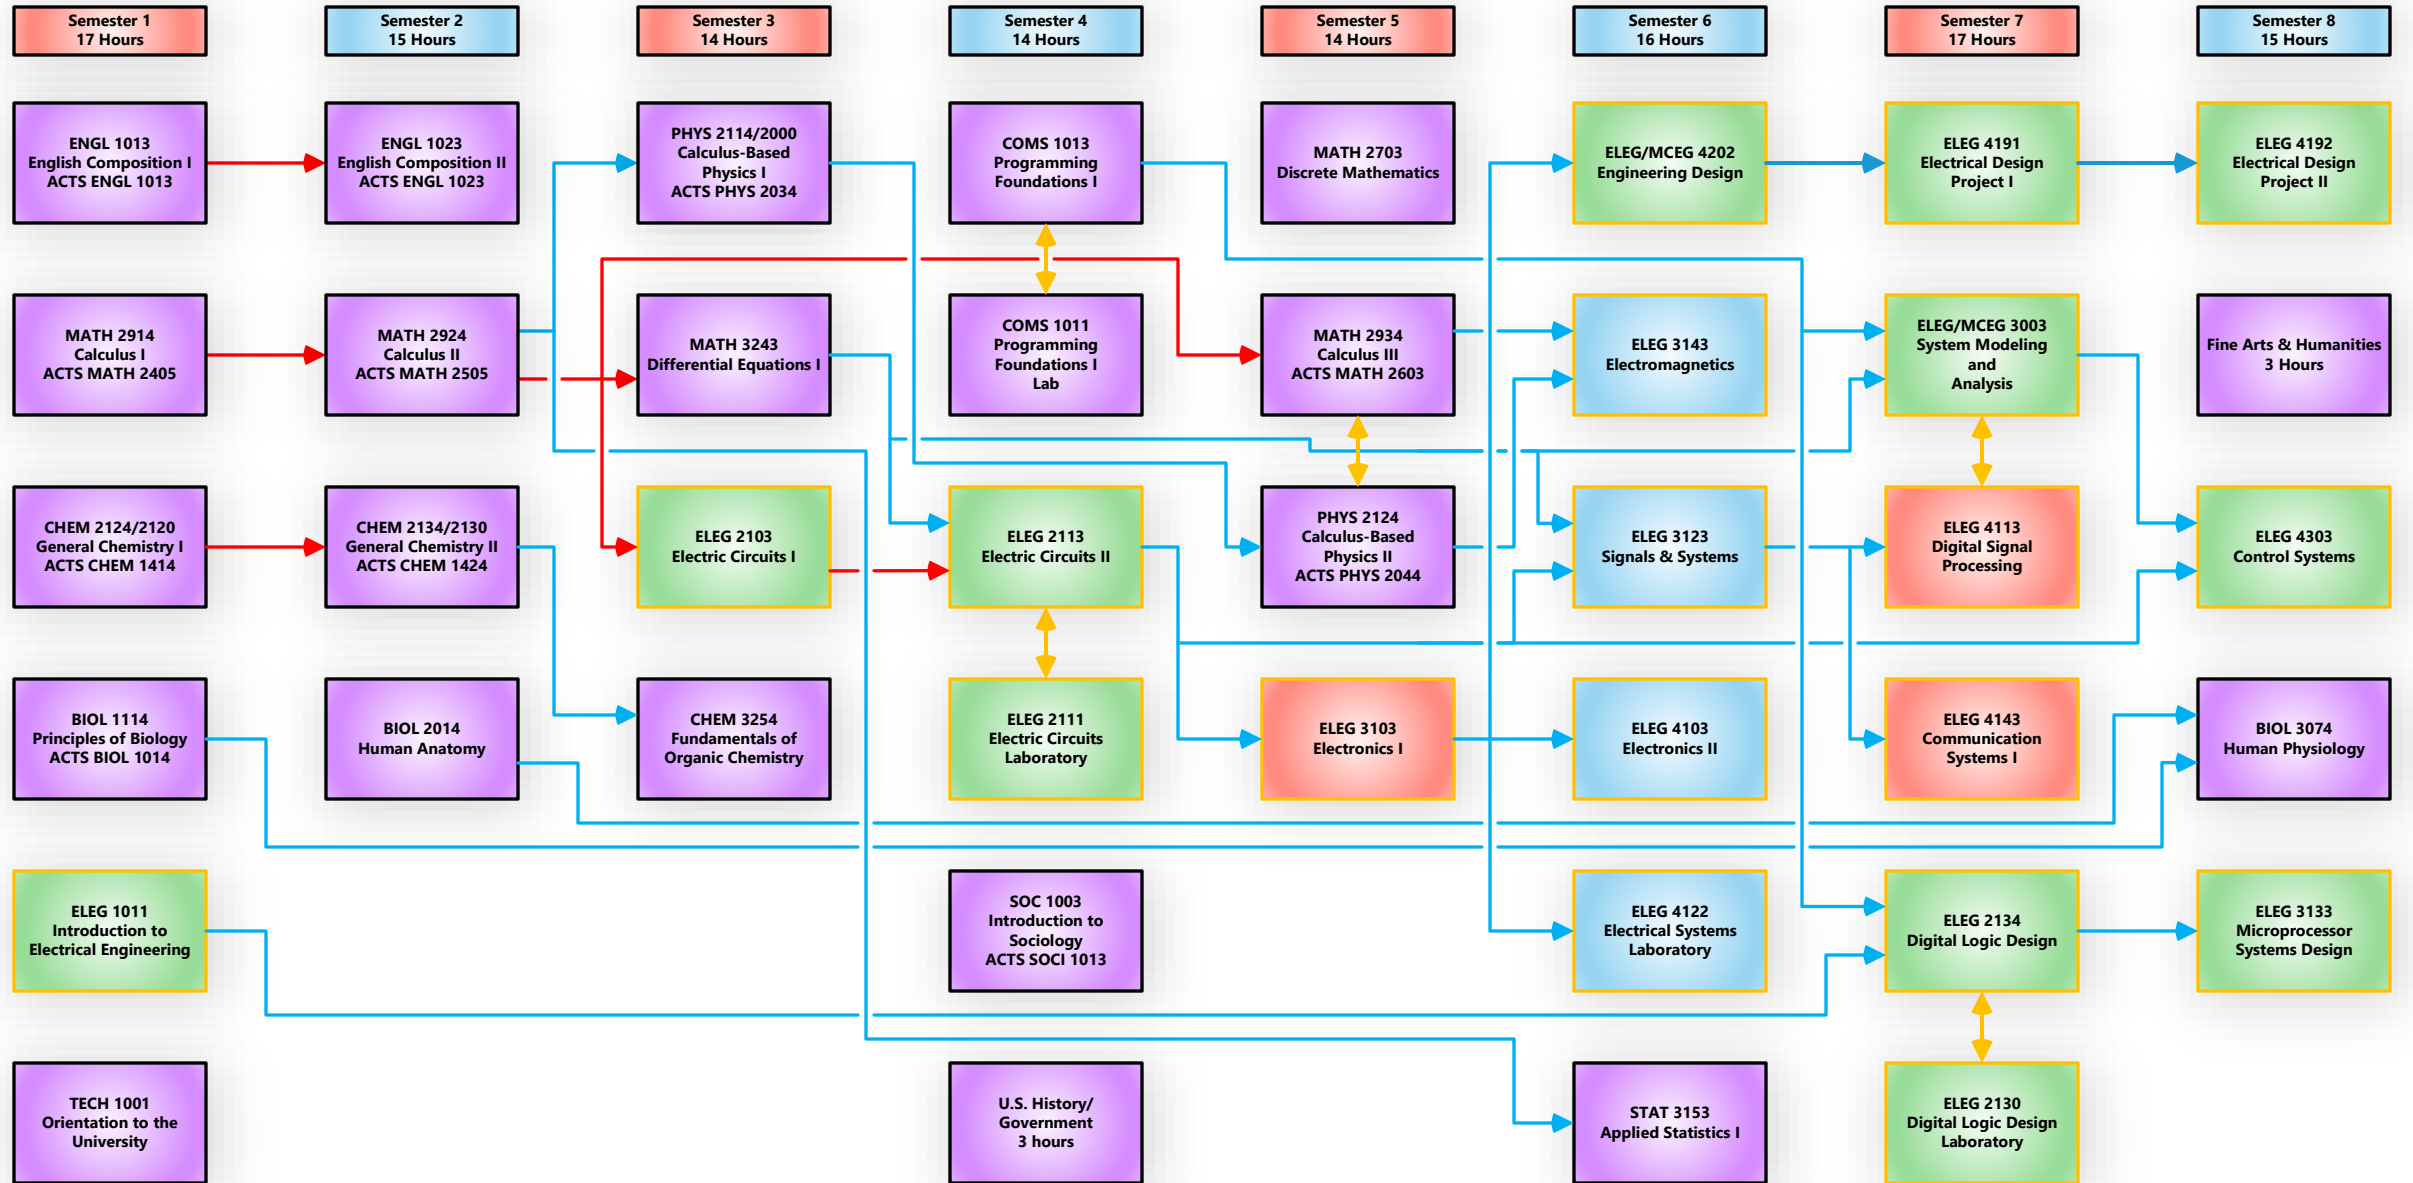 Semester 1
17 Hours
Semester 2
15 Hours
Semester 3
14 Hours
Semester 4
14 Hours
Semester 5
14 Hours
Semester 6
16 Hours
Semester 7
17 Hours
Semester 8
15 Hours
ENGL 1013
English Composition I
ACTS ENGL 1013
ENGL 1023
English Composition II
ACTS ENGL 1023
PHYS 2114/2000
Calculus-Based
Physics I
ACTS PHYS 2034
COMS 1013
Programming
Foundations I
MATH 2703
Discrete Mathematics
ELEG/MCEG 4202
Engineering Design
ELEG 4191
Electrical Design
Project I
ELEG 4192
Electrical Design
Project II
MATH 2914
Calculus I
ACTS MATH 2405
MATH 2924
Calculus II
ACTS MATH 2505
MATH 3243
Differential Equations I
COMS 1011
Programming
Foundations I
Lab
MATH 2934
Calculus III
ACTS MATH 2603
ELEG 3143
Electromagnetics
ELEG/MCEG 3003
System Modeling
and
Analysis
Fine Arts & Humanities
3 Hours
CHEM 2124/2120
General Chemistry I
ACTS CHEM 1414
CHEM 2134/2130
General Chemistry II
ACTS CHEM 1424
ELEG 2103
Electric Circuits I
ELEG 2113
Electric Circuits II
PHYS 2124
Calculus-Based
Physics II
ACTS PHYS 2044
ELEG 3123
Signals & Systems
ELEG 4113
Digital Signal
Processing
ELEG 4303
Control Systems
BIOL 1114
Principles of Biology
ACTS BIOL 1014
BIOL 2014
Human Anatomy
CHEM 3254
Fundamentals of
Organic Chemistry
ELEG 2111
Electric Circuits
Laboratory
ELEG 3103
Electronics I
ELEG 4103
Electronics II
ELEG 4143
Communication
Systems I
BIOL 3074
Human Physiology
ELEG 1011
Introduction to
Electrical Engineering
SOC 1003
Introduction to
Sociology
ACTS SOCI 1013
ELEG 4122
Electrical Systems
Laboratory
ELEG 2134
Digital Logic Design
ELEG 3133
Microprocessor
Systems Design
TECH 1001
Orientation to the
University
U.S. History/
Government
3 hours
STAT 3153
Applied Statistics I
ELEG 2130
Digital Logic Design
Laboratory